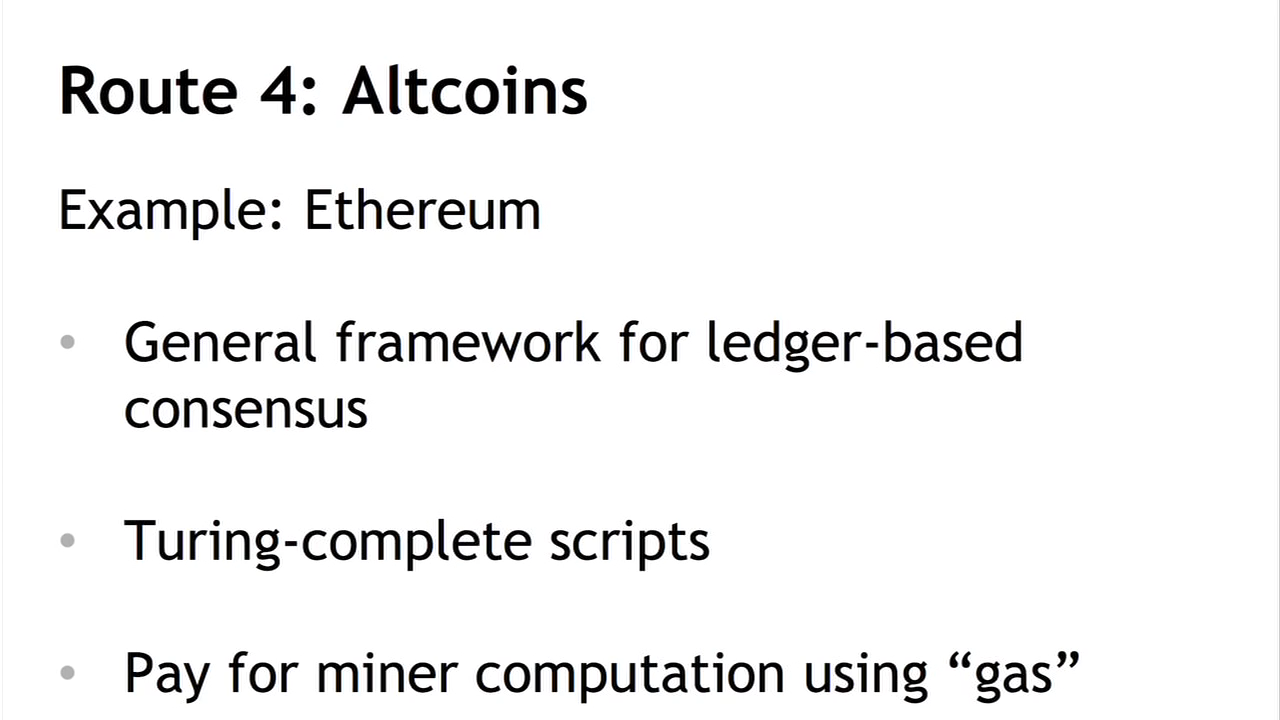 Route 4: Altcoins
Example: Ethereum
• General framework for ledger-based
consensus
• Turing-complete scripts
• Pay for miner computation using “gas”